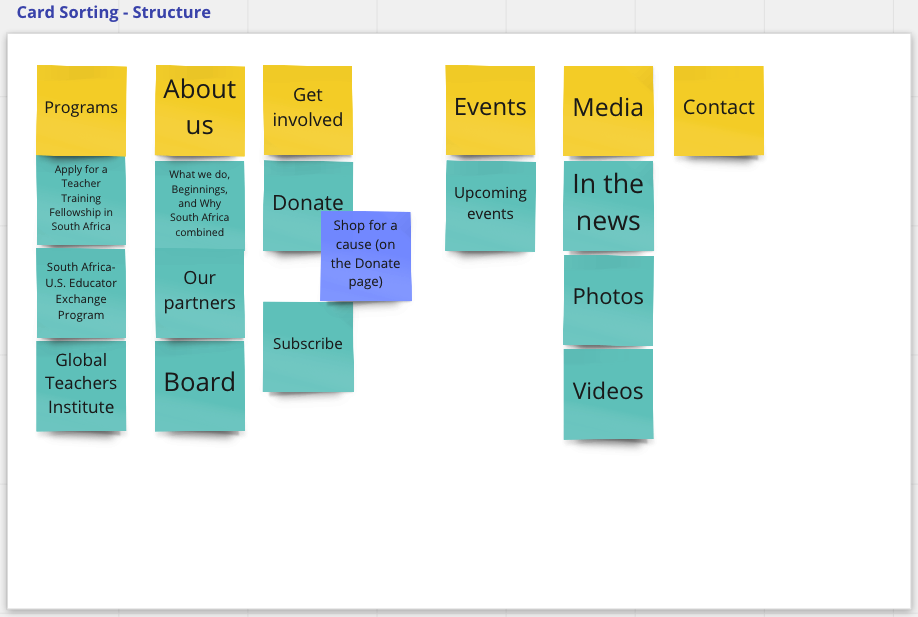 Card Sorting - Structure
Programs
Apply for a
Teacher
Training
Fellowship in
South Africa
South Africa-
U.S. Educator
Exchange
Program
Global
Teachers
Institute
About
us
What we do,
Beginnings,
and Why
South Africa
combined
Our
partners
Board
Get
involved
Donate
Shop for a
cause (on
the Donate
page)
Subscribe
Events
Upcoming
events
Media
In the
news
Photos
Videos
Contact